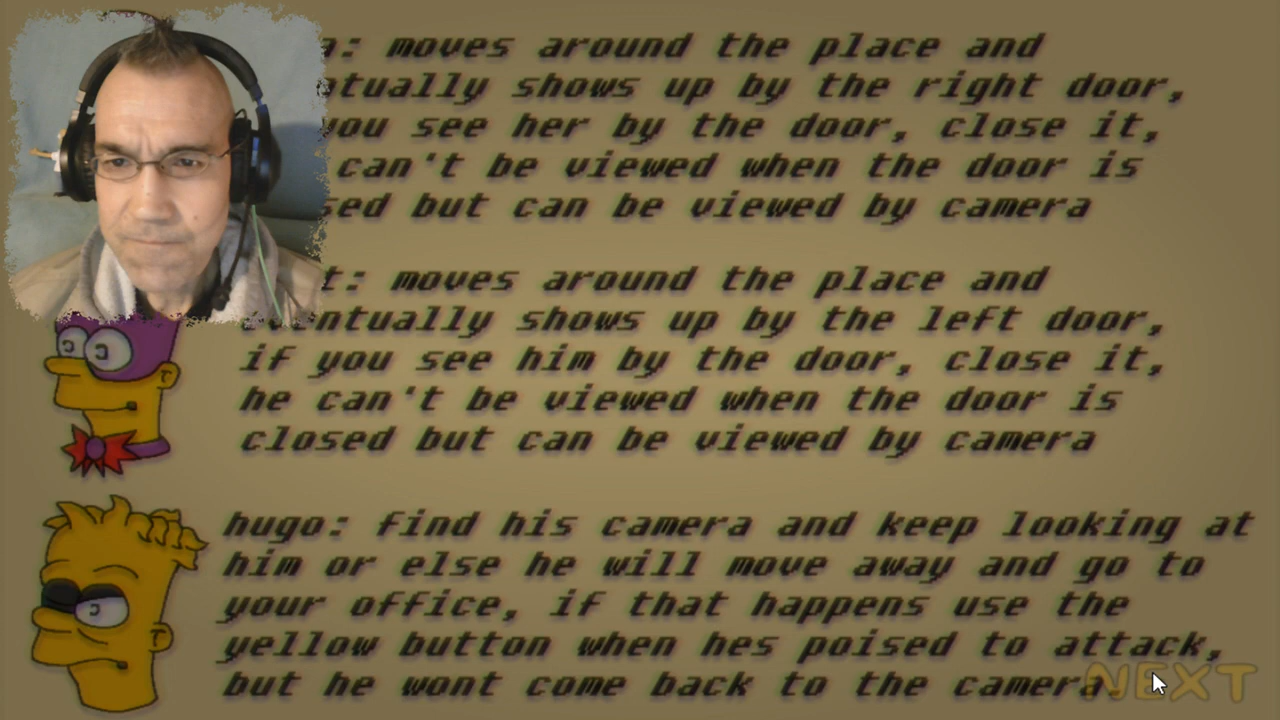 a: moves around the place and
ntually shows up by the right door,
you see her by the door, close it,
can't be viewed when the door is
sed but can be viewed by camera
t: moves around the place and
eventually shows up by the left door,
if you see him by the door, close it,
he can't be viewed when the door is
closed but can be viewed by camera
hugo: find his camera and keep looking at
him or else he will move away and go to
your office, if that happens use the
yellow button when hes poised to attack,
but he wont come back to the camera.
NEXT